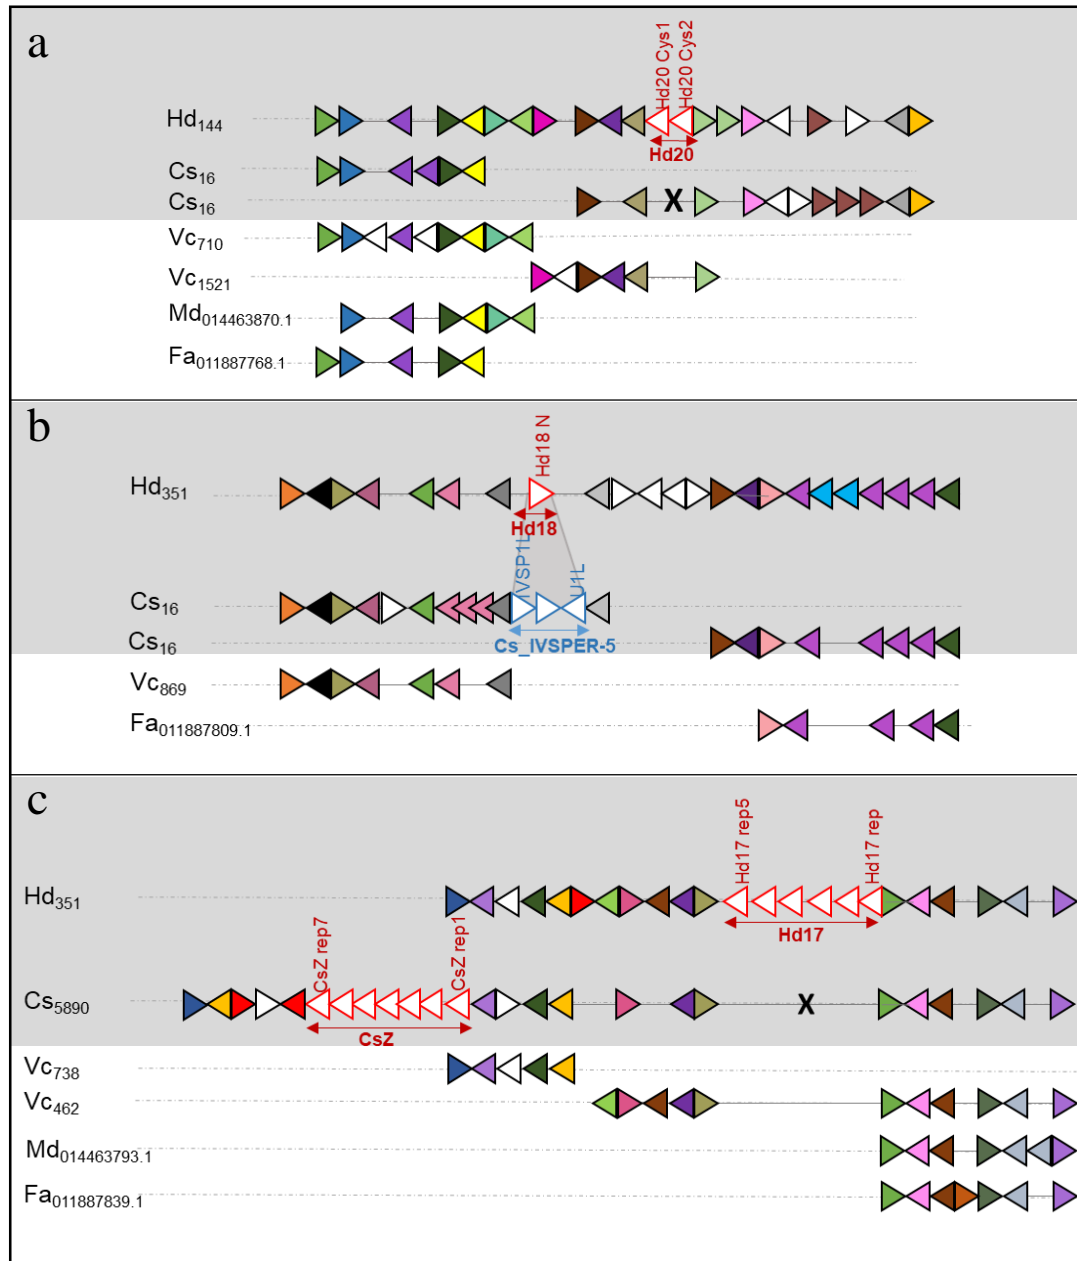 a
Hd20 Cys1
Hd20 Cys2
Hd144
Hd20
Cs16
Cs16
X
Vc710
Vc1521
Md014463870.1
Fa011887768.1
b
Hd18 N
Hd351
Hd18
IVSP1L
U1L
Cs16
Cs_IVSPER-5
Cs16
Vc869
Fa011887809.1
c
Hd17 rep5
Hd17 rep
Hd351
Hd17
CsZ rep7
CsZ rep1
Cs5890
X
CsZ
Vc738
Vc462
Md014463793.1
Fa011887839.1